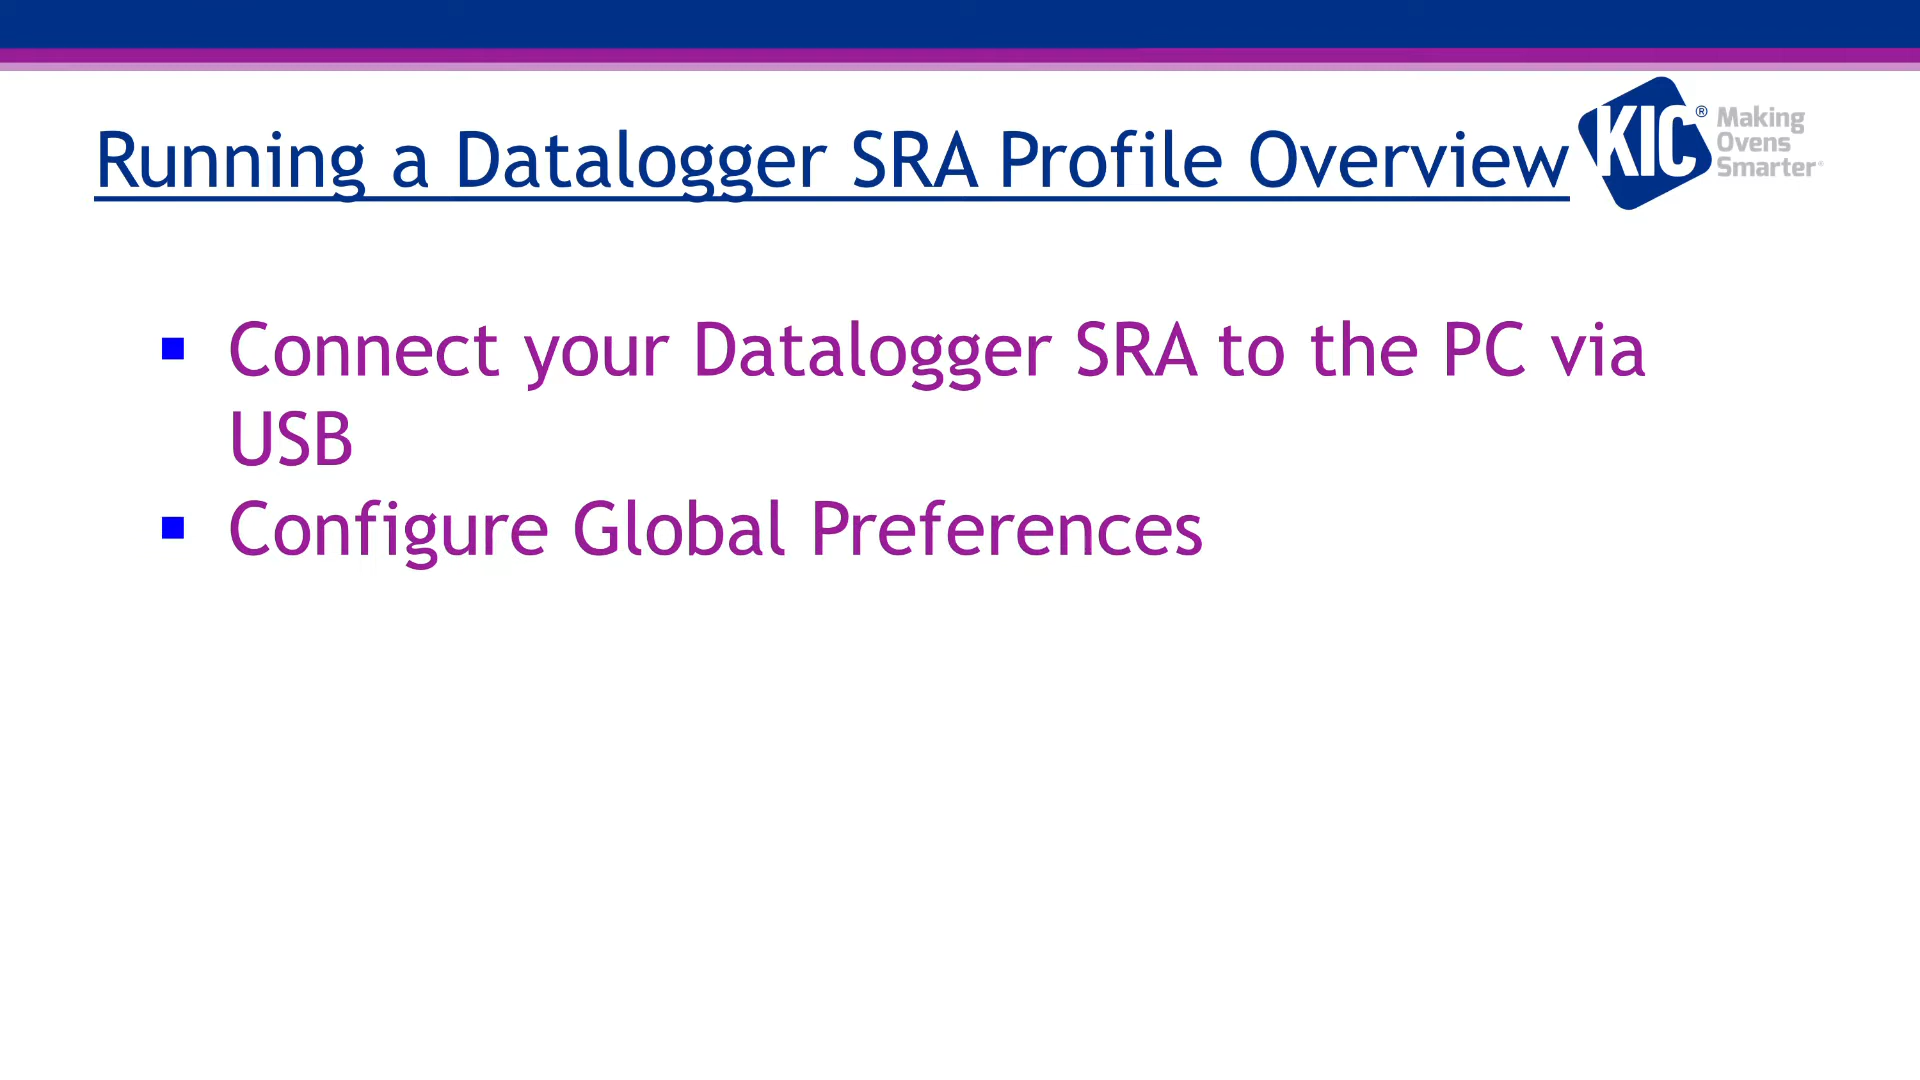 Running a Datalogger SRA Profile Overview
KIC®
Making
Ovens
Smarter®
▪ Connect your Datalogger SRA to the PC via
USB
▪ Configure Global Preferences